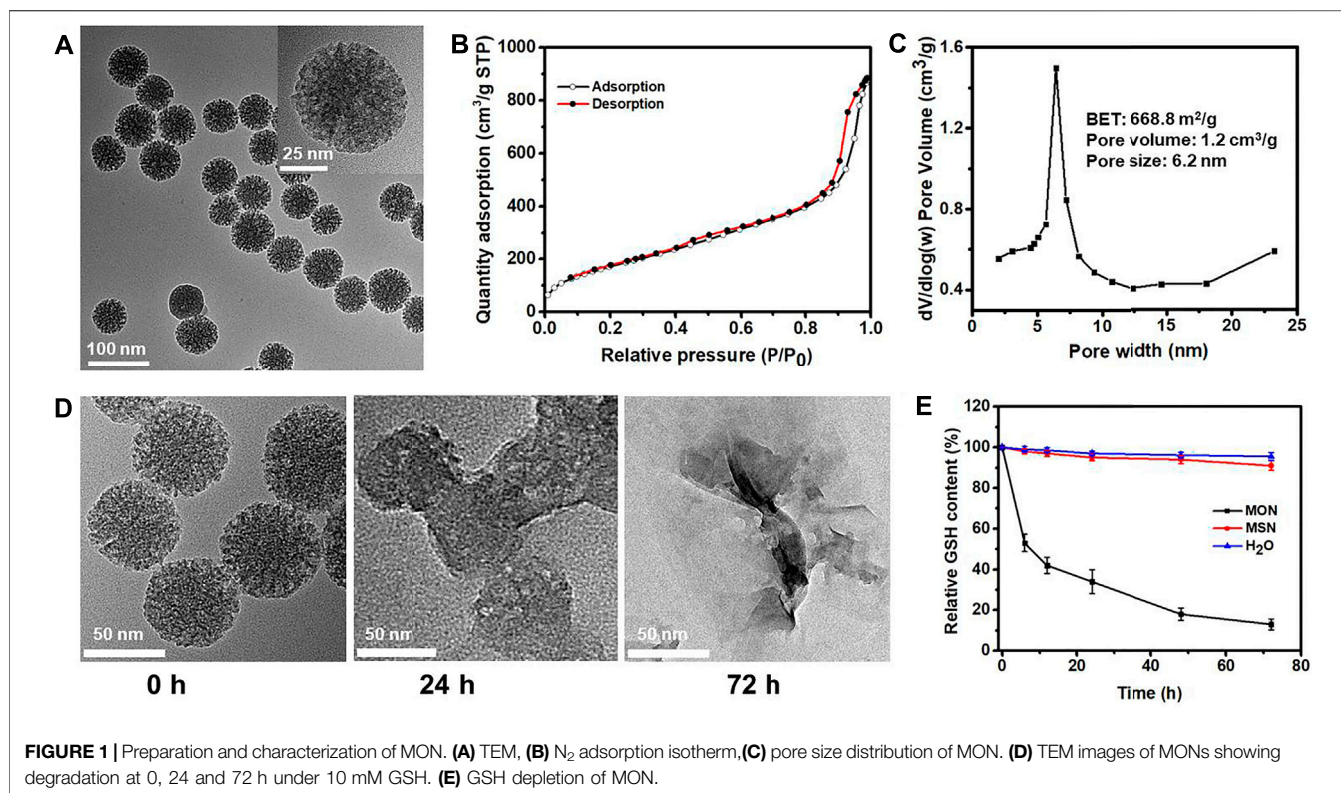 A
25 nm
100 nm
B
Quantity adsorption (cm³/g STP)
1000
800
600
400
200
0
Adsorption
Desorption
0.0 0.2 0.4 0.6 0.8 1.0
Relative pressure (P/P₀)
C
dV/dlog(w) Pore Volume (cm³/g)
1.6
1.2
0.8
0.4
BET: 668.8 m²/g
Pore volume: 1.2 cm³/g
Pore size: 6.2 nm
0 5 10 15 20 25
Pore width (nm)
D
50 nm
50 nm
50 nm
0 h
24 h
72 h
E
Relative GSH content (%)
120
100
80
60
40
20
0
MON
MSN
H₂O
0 20 40 60 80
Time (h)
FIGURE 1 | Preparation and characterization of MON. (A) TEM, (B) N₂ adsorption isotherm,(C) pore size distribution of MON. (D) TEM images of MONs showing
degradation at 0, 24 and 72 h under 10 mM GSH. (E) GSH depletion of MON.